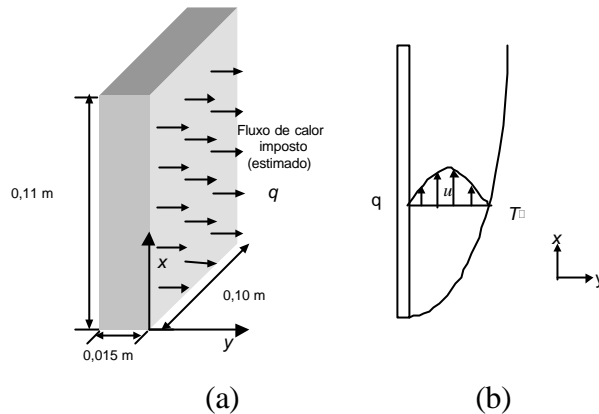 Fluxo de calor
imposto
(estimado)
q
0,11 m
x
0,10 m
y
0,015 m
(a)
q
u
T
x
y
(b)